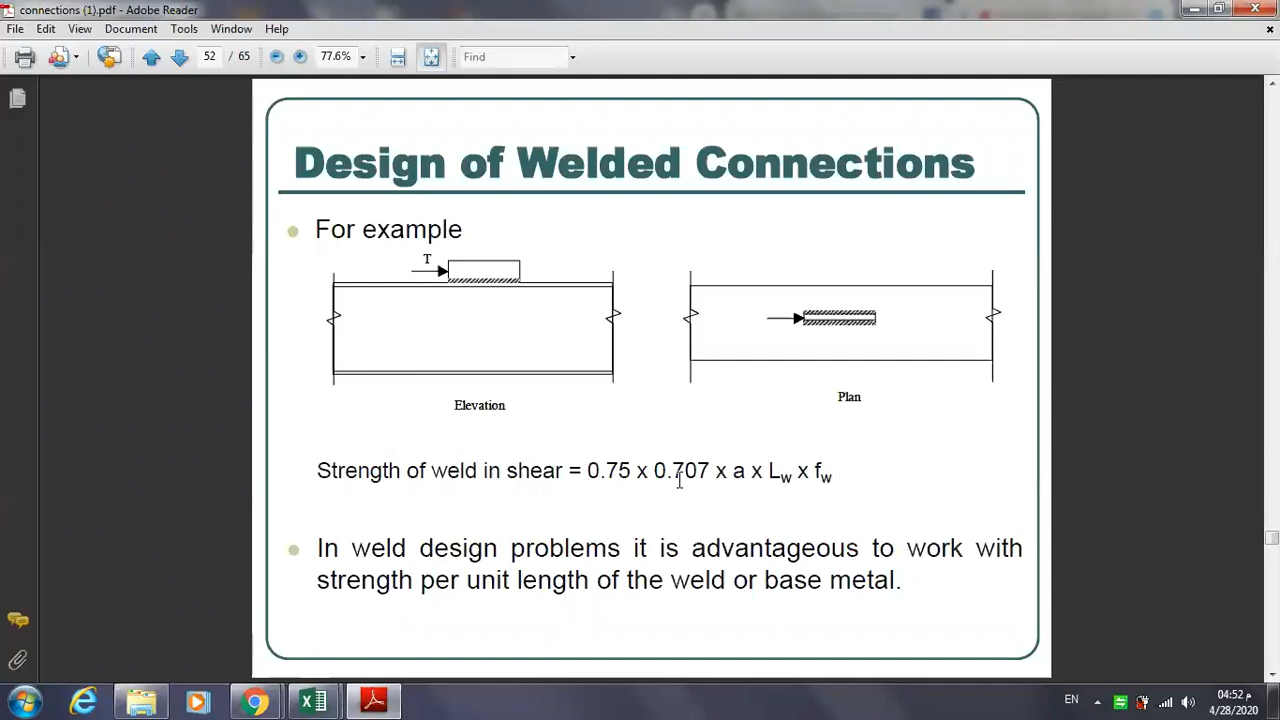 connections (1).pdf - Adobe Reader
File Edit View Document Tools Window Help
52 / 65 77.6% Find
Design of Welded Connections
For example
T
Elevation
Plan
Strength of weld in shear = 0.75 x 0.707 x a x Lw x fw
In weld design problems it is advantageous to work with
strength per unit length of the weld or base metal.
EN
04:52 م
4/28/2020